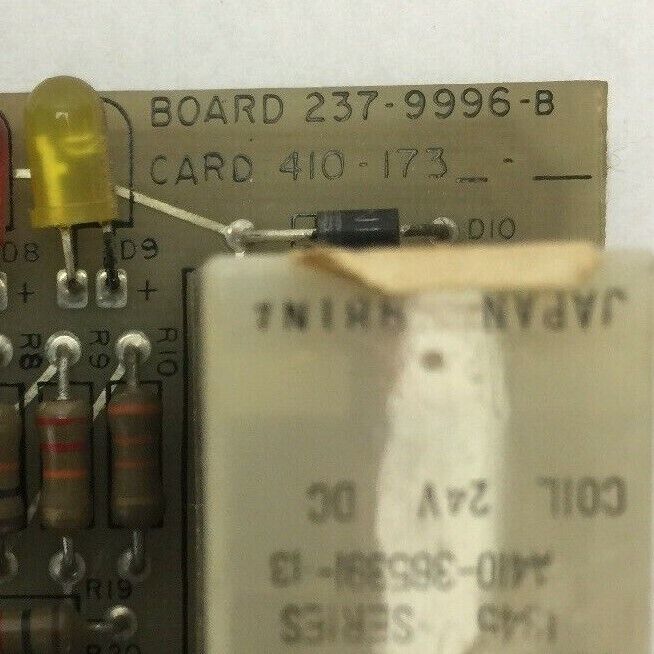 BOARD 237-9996-B
CARD 410-173_-__
D8
D9
D10
+
+
R8
R9
R10
JAPAN
COIL 24V DC
SERIES
R19
R20